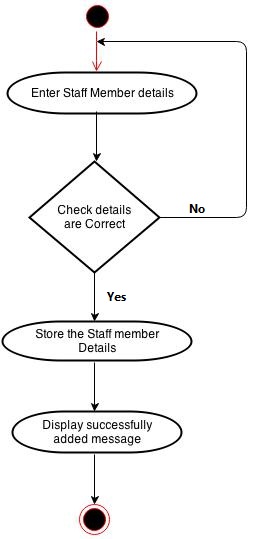 Enter Staff Member details
Check details
are Correct
No
Yes
Store the Staff member
Details
Display successfully
added message